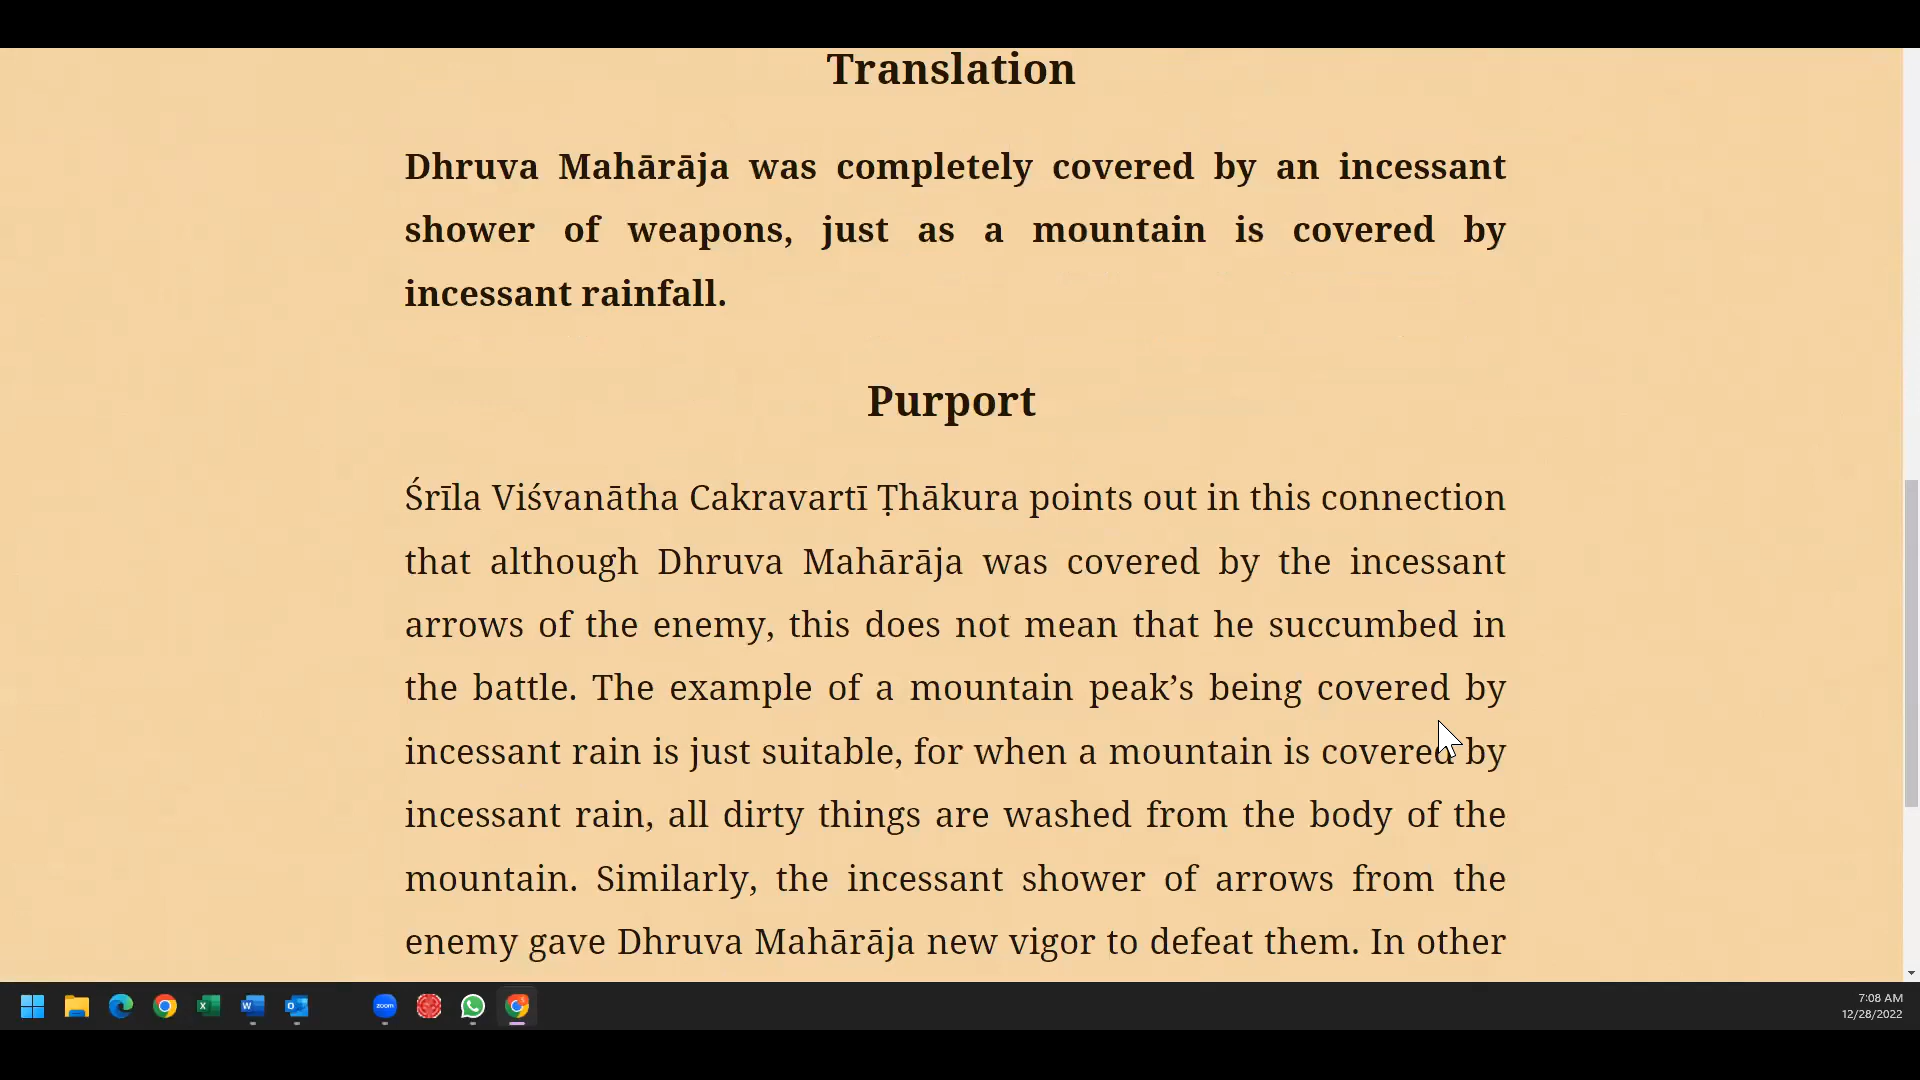 Translation
Dhruva Mahārāja was completely covered by an incessant
shower of weapons, just as a mountain is covered by
incessant rainfall.
Purport
Śrīla Viśvanātha Cakravartī Ṭhākura points out in this connection
that although Dhruva Mahārāja was covered by the incessant
arrows of the enemy, this does not mean that he succumbed in
the battle. The example of a mountain peak’s being covered by
incessant rain is just suitable, for when a mountain is covered by
incessant rain, all dirty things are washed from the body of the
mountain. Similarly, the incessant shower of arrows from the
enemy gave Dhruva Mahārāja new vigor to defeat them. In other
zoom
7:08 AM
12/28/2022